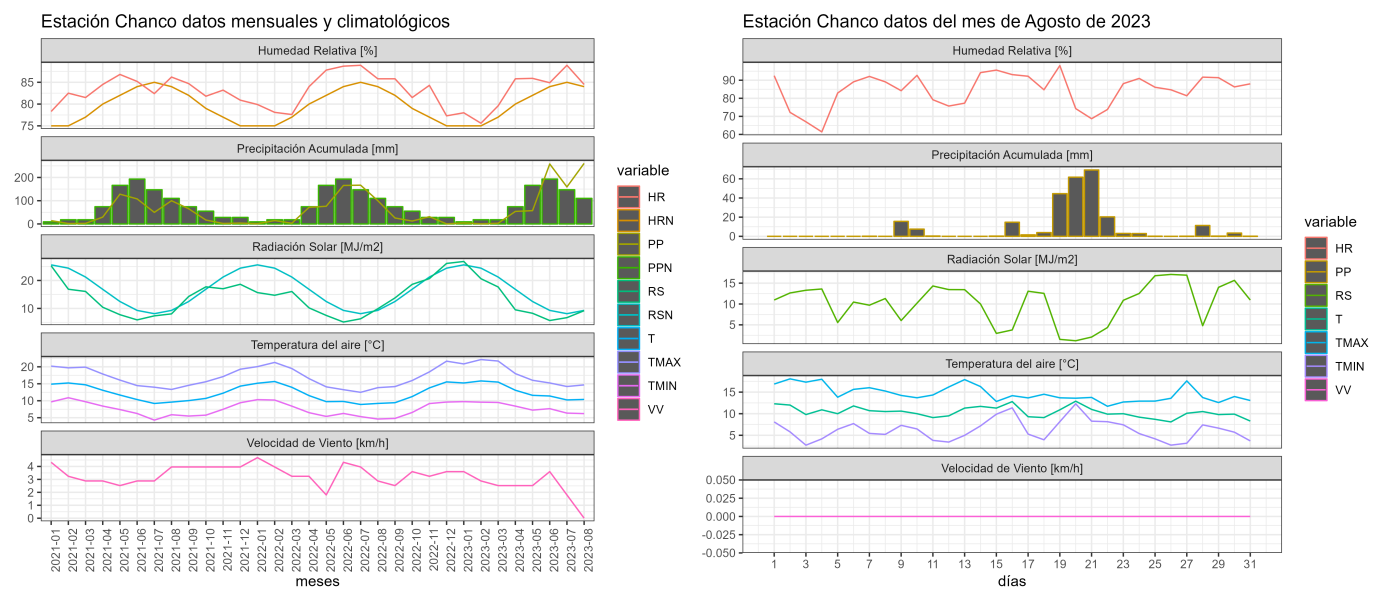 Estación Chanco datos mensuales y climatológicos
Humedad Relativa [%]
85
80
75
Precipitación Acumulada [mm]
200
100
0
Radiación Solar [MJ/m2]
20
10
Temperatura del aire [°C]
20
15
10
5
Velocidad de Viento [km/h]
4
3
2
1
0
2021-01
2021-02
2021-03
2021-04
2021-05
2021-06
2021-07
2021-08
2021-09
2021-10
2021-11
2021-12
2022-01
2022-02
2022-03
2022-04
2022-05
2022-06
2022-07
2022-08
2022-09
2022-10
2022-11
2022-12
2023-01
2023-02
2023-03
2023-04
2023-05
2023-06
2023-07
2023-08
meses
variable
HR
HRN
PP
PPN
RS
RSN
T
TMAX
TMIN
VV
Estación Chanco datos del mes de Agosto de 2023
Humedad Relativa [%]
90
80
70
60
Precipitación Acumulada [mm]
60
40
20
0
Radiación Solar [MJ/m2]
15
10
5
Temperatura del aire [°C]
15
10
5
Velocidad de Viento [km/h]
0.050
0.025
0.000
-0.025
-0.050
1 3 5 7 9 11 13 15 17 19 21 23 25 27 29 31
días
variable
HR
PP
RS
T
TMAX
TMIN
VV